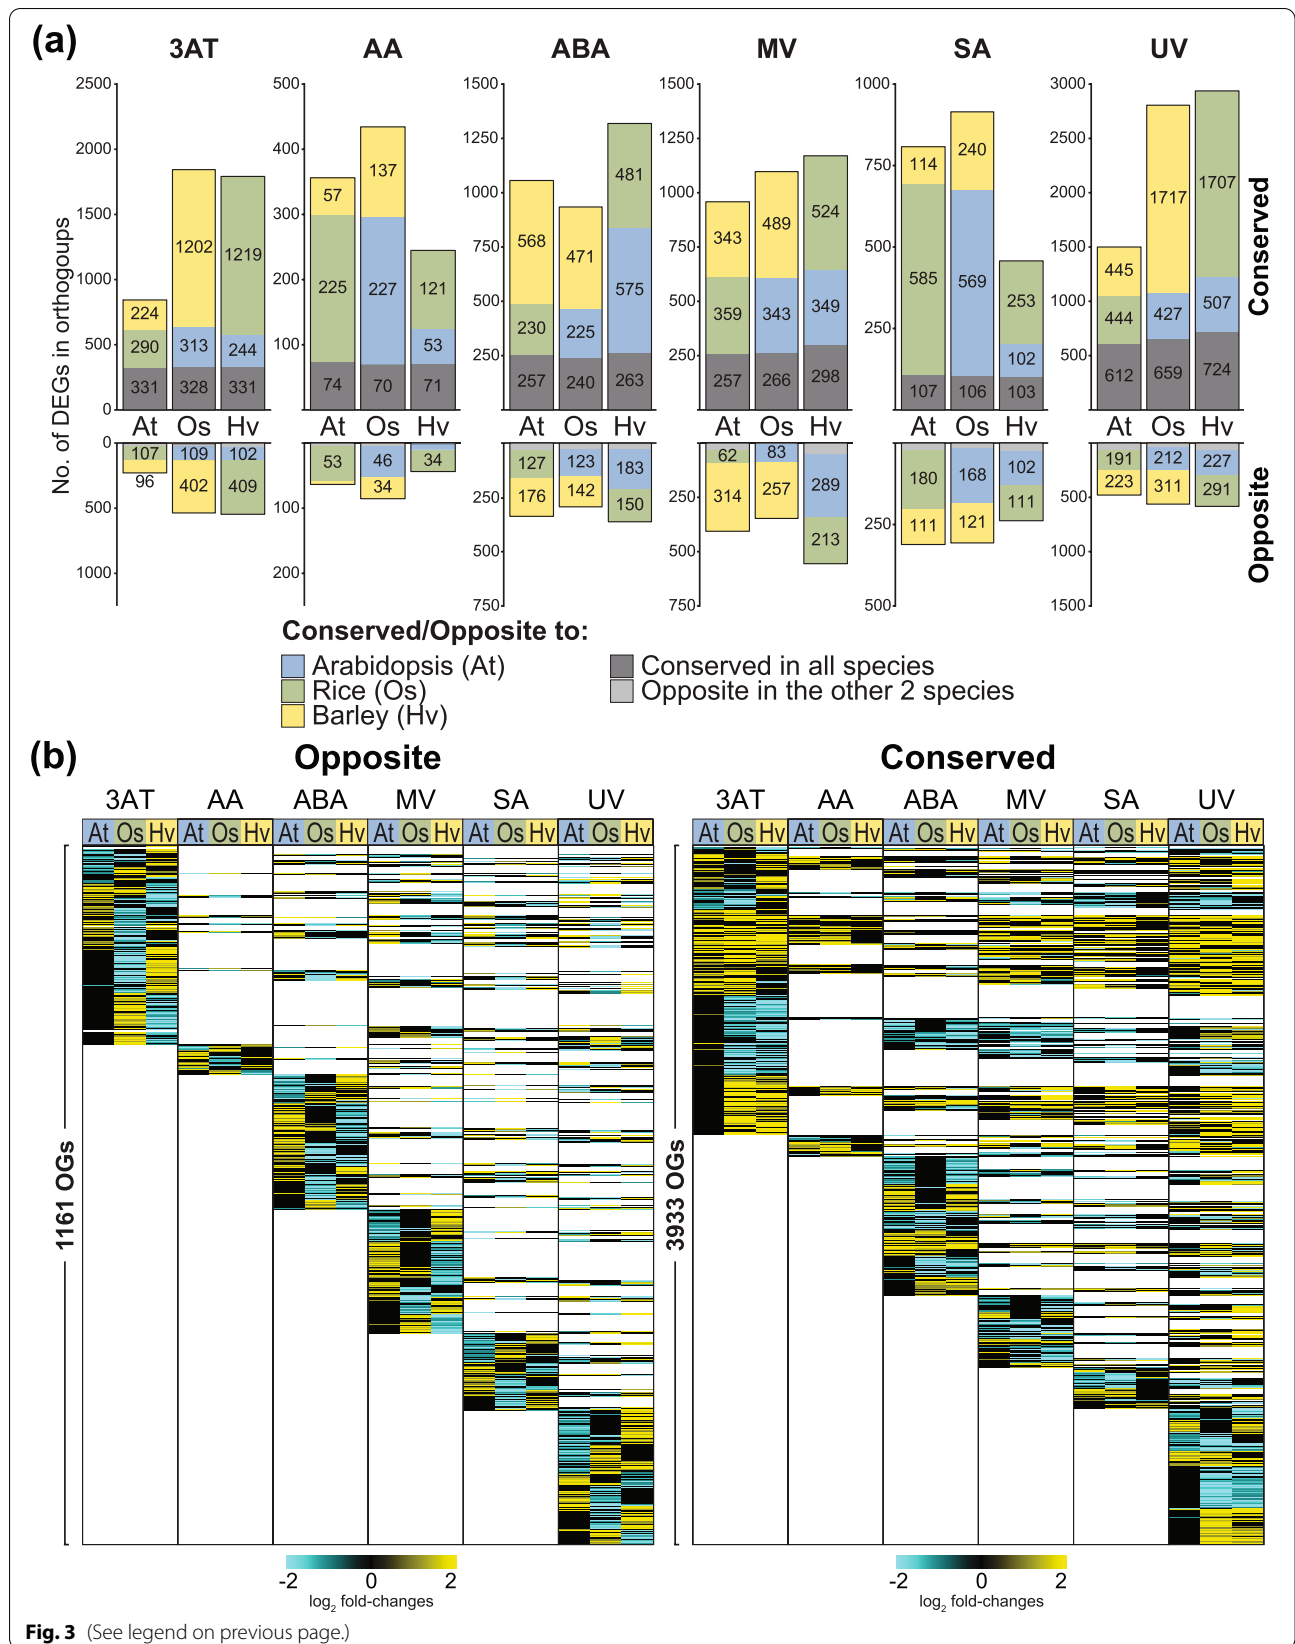 (a)
3AT AA ABA MV SA UV
No. of DEGs in orthogoups
2500 2000 1500 1000 500 0
224 290 331
1202 313 328
1219 244 331
500 400 300 200 100
57 225 74
137 227 70
121 53 71
1500 1250 1000 750 500 250
568 230 257
471 225 240
481 575 263
1500 1250 1000 750 500 250
343 359 257
489 343 266
524 349 298
1000 750 500 250
114 585 107
240 569 106
253 102 103
3000 2500 2000 1500 1000 500
445 444 612
1717 427 659
1707 507 724
Conserved
At Os Hv At Os Hv At Os Hv At Os Hv At Os Hv At Os Hv
0 500 1000
107 96
109 402
102 409
100 200
53
46 34
34
250 500 750
127 176
123 142
183 150
250 500 750
62 314
83 257
289 213
250 500
180 111
168 121
102 111
500 1000 1500
191 223
212 311
227 291
Opposite
Conserved/Opposite to:
Arabidopsis (At)
Rice (Os)
Barley (Hv)
Conserved in all species
Opposite in the other 2 species
(b)
Opposite Conserved
3AT AA ABA MV SA UV 3AT AA ABA MV SA UV
At Os Hv At Os Hv At Os Hv At Os Hv At Os Hv At Os Hv At Os Hv At Os Hv At Os Hv At Os Hv At Os Hv At Os Hv
1161 OGs
3933 OGs
-2 0 2 -2 0 2
log2 fold-changes log2 fold-changes
Fig. 3 (See legend on previous page.)